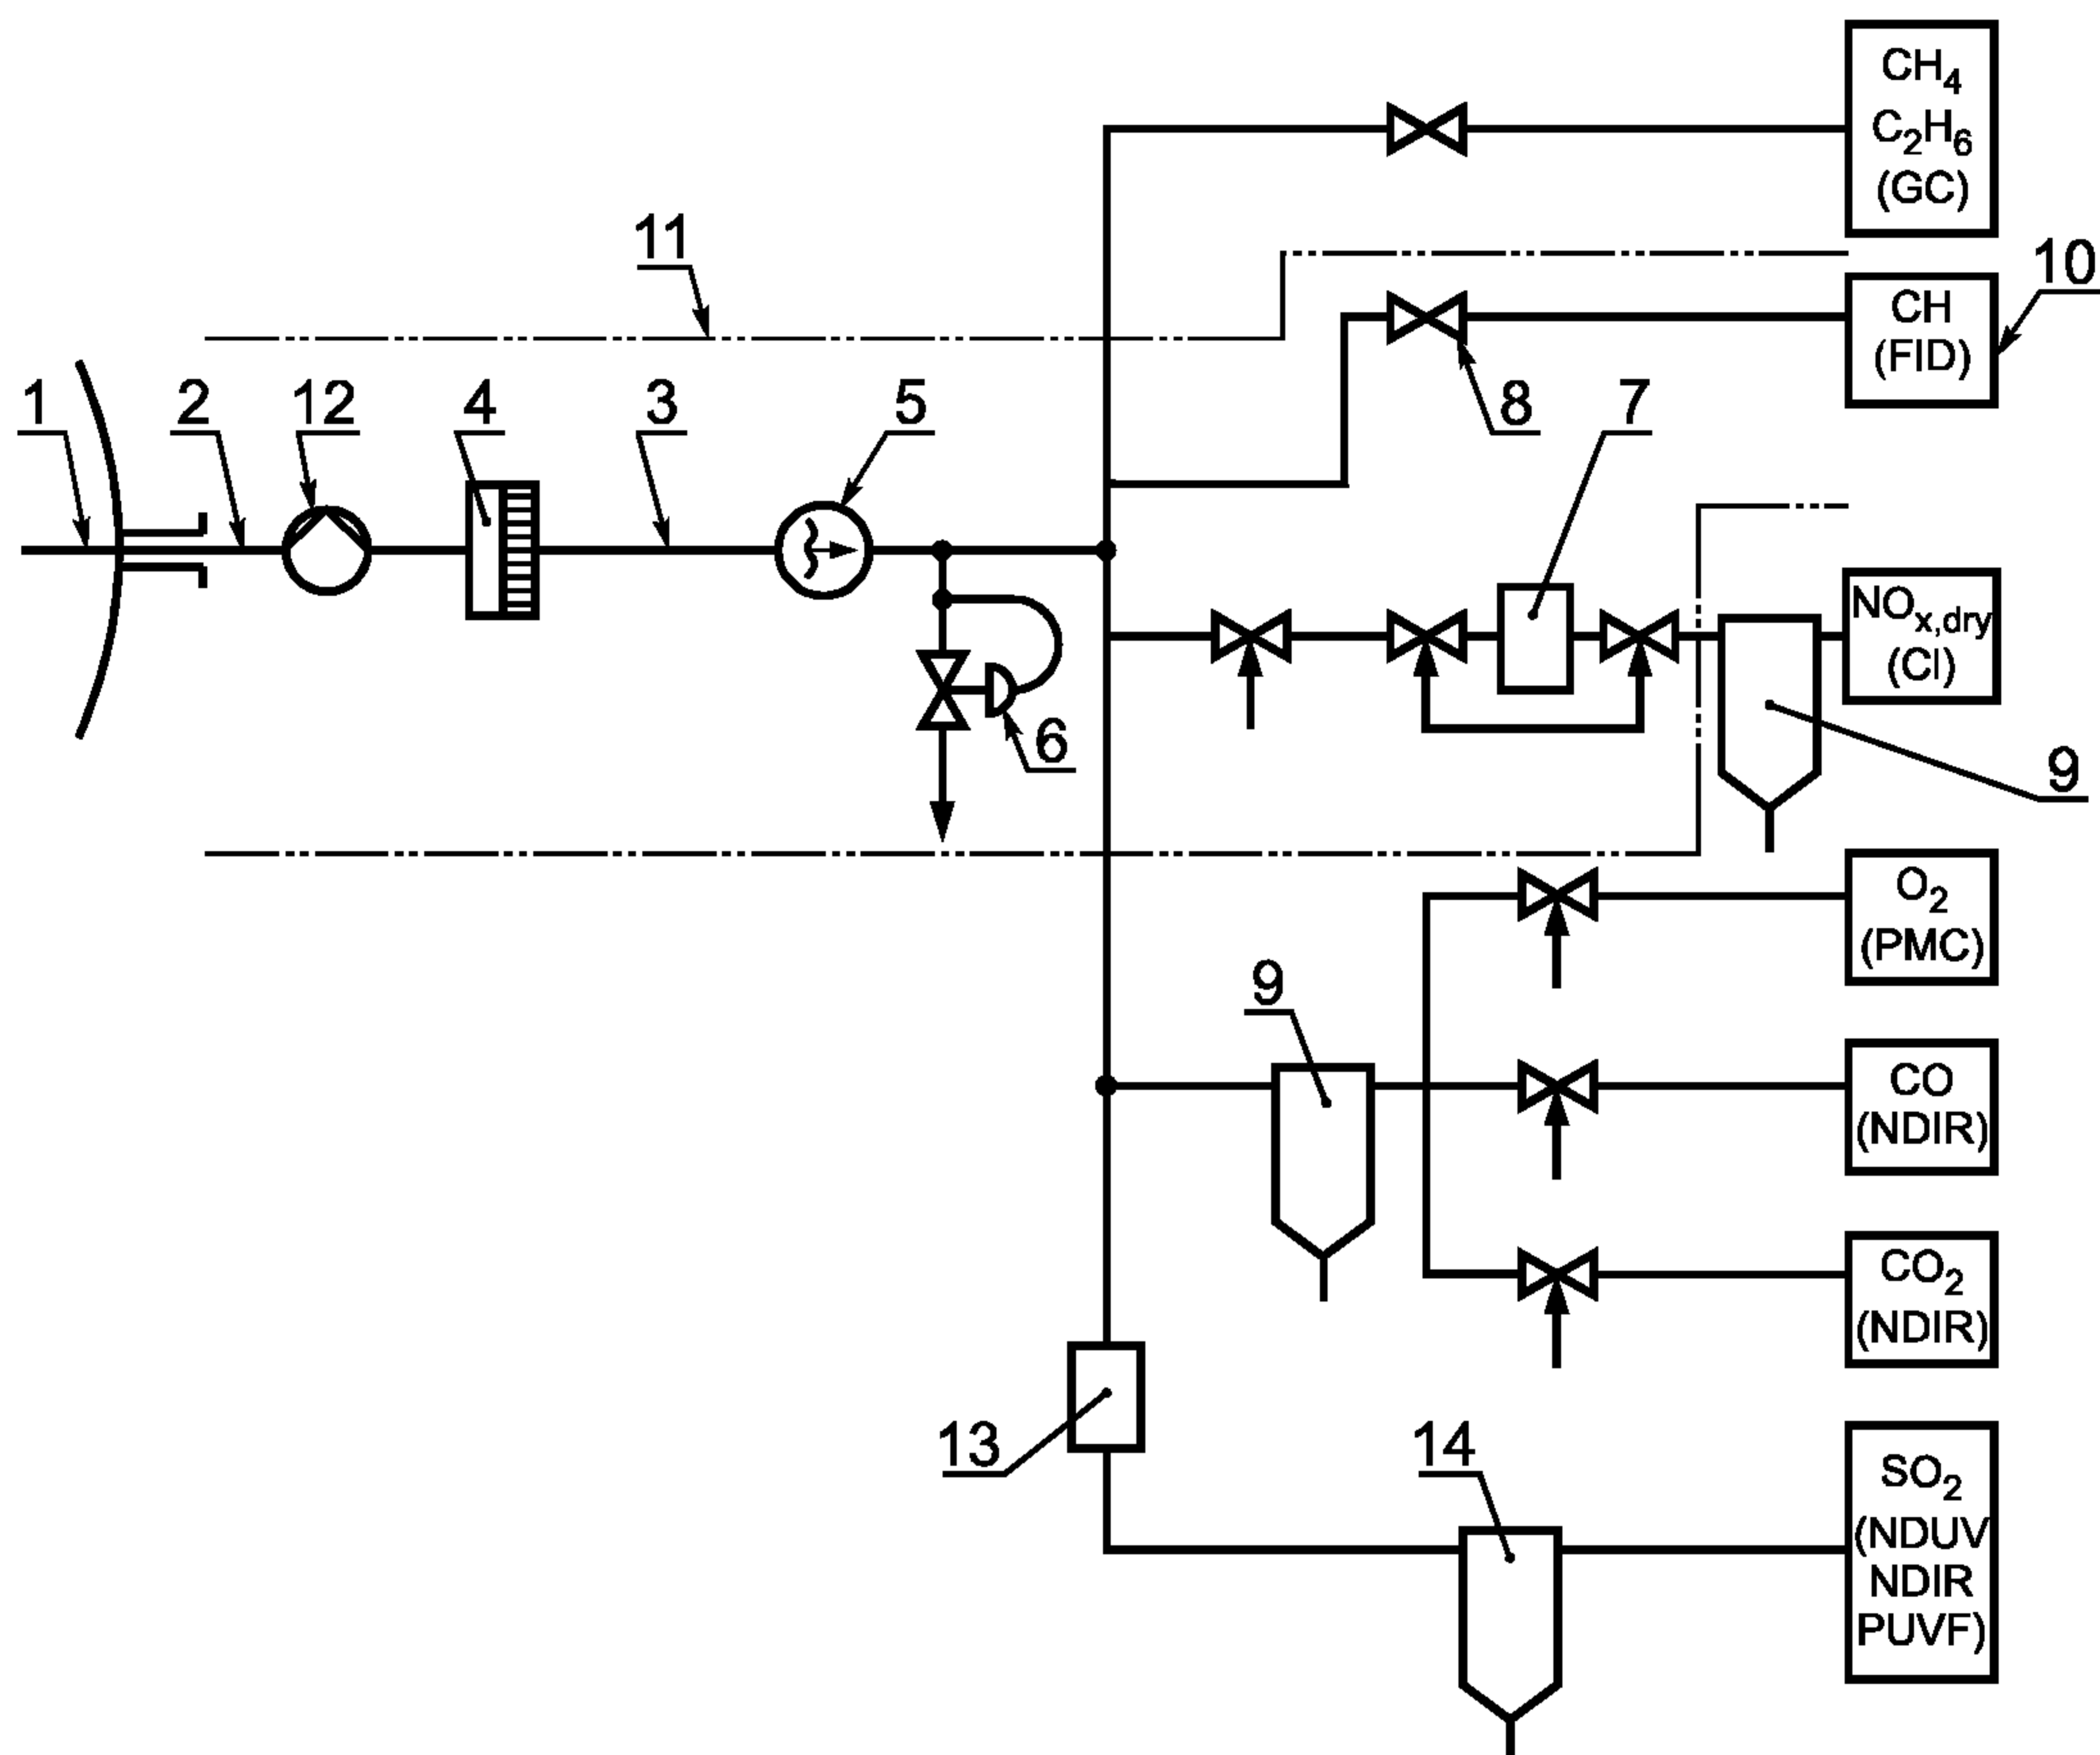 CH₄
C₂H₆
(GC)
11
10
CH
(FID)
1
2
12
4
3
5
8
7
NOx,dry
(CI)
6
9
O₂
(PMC)
9
CO
(NDIR)
CO₂
(NDIR)
13
14
SO₂
(NDUV
NDIR
PUVF)